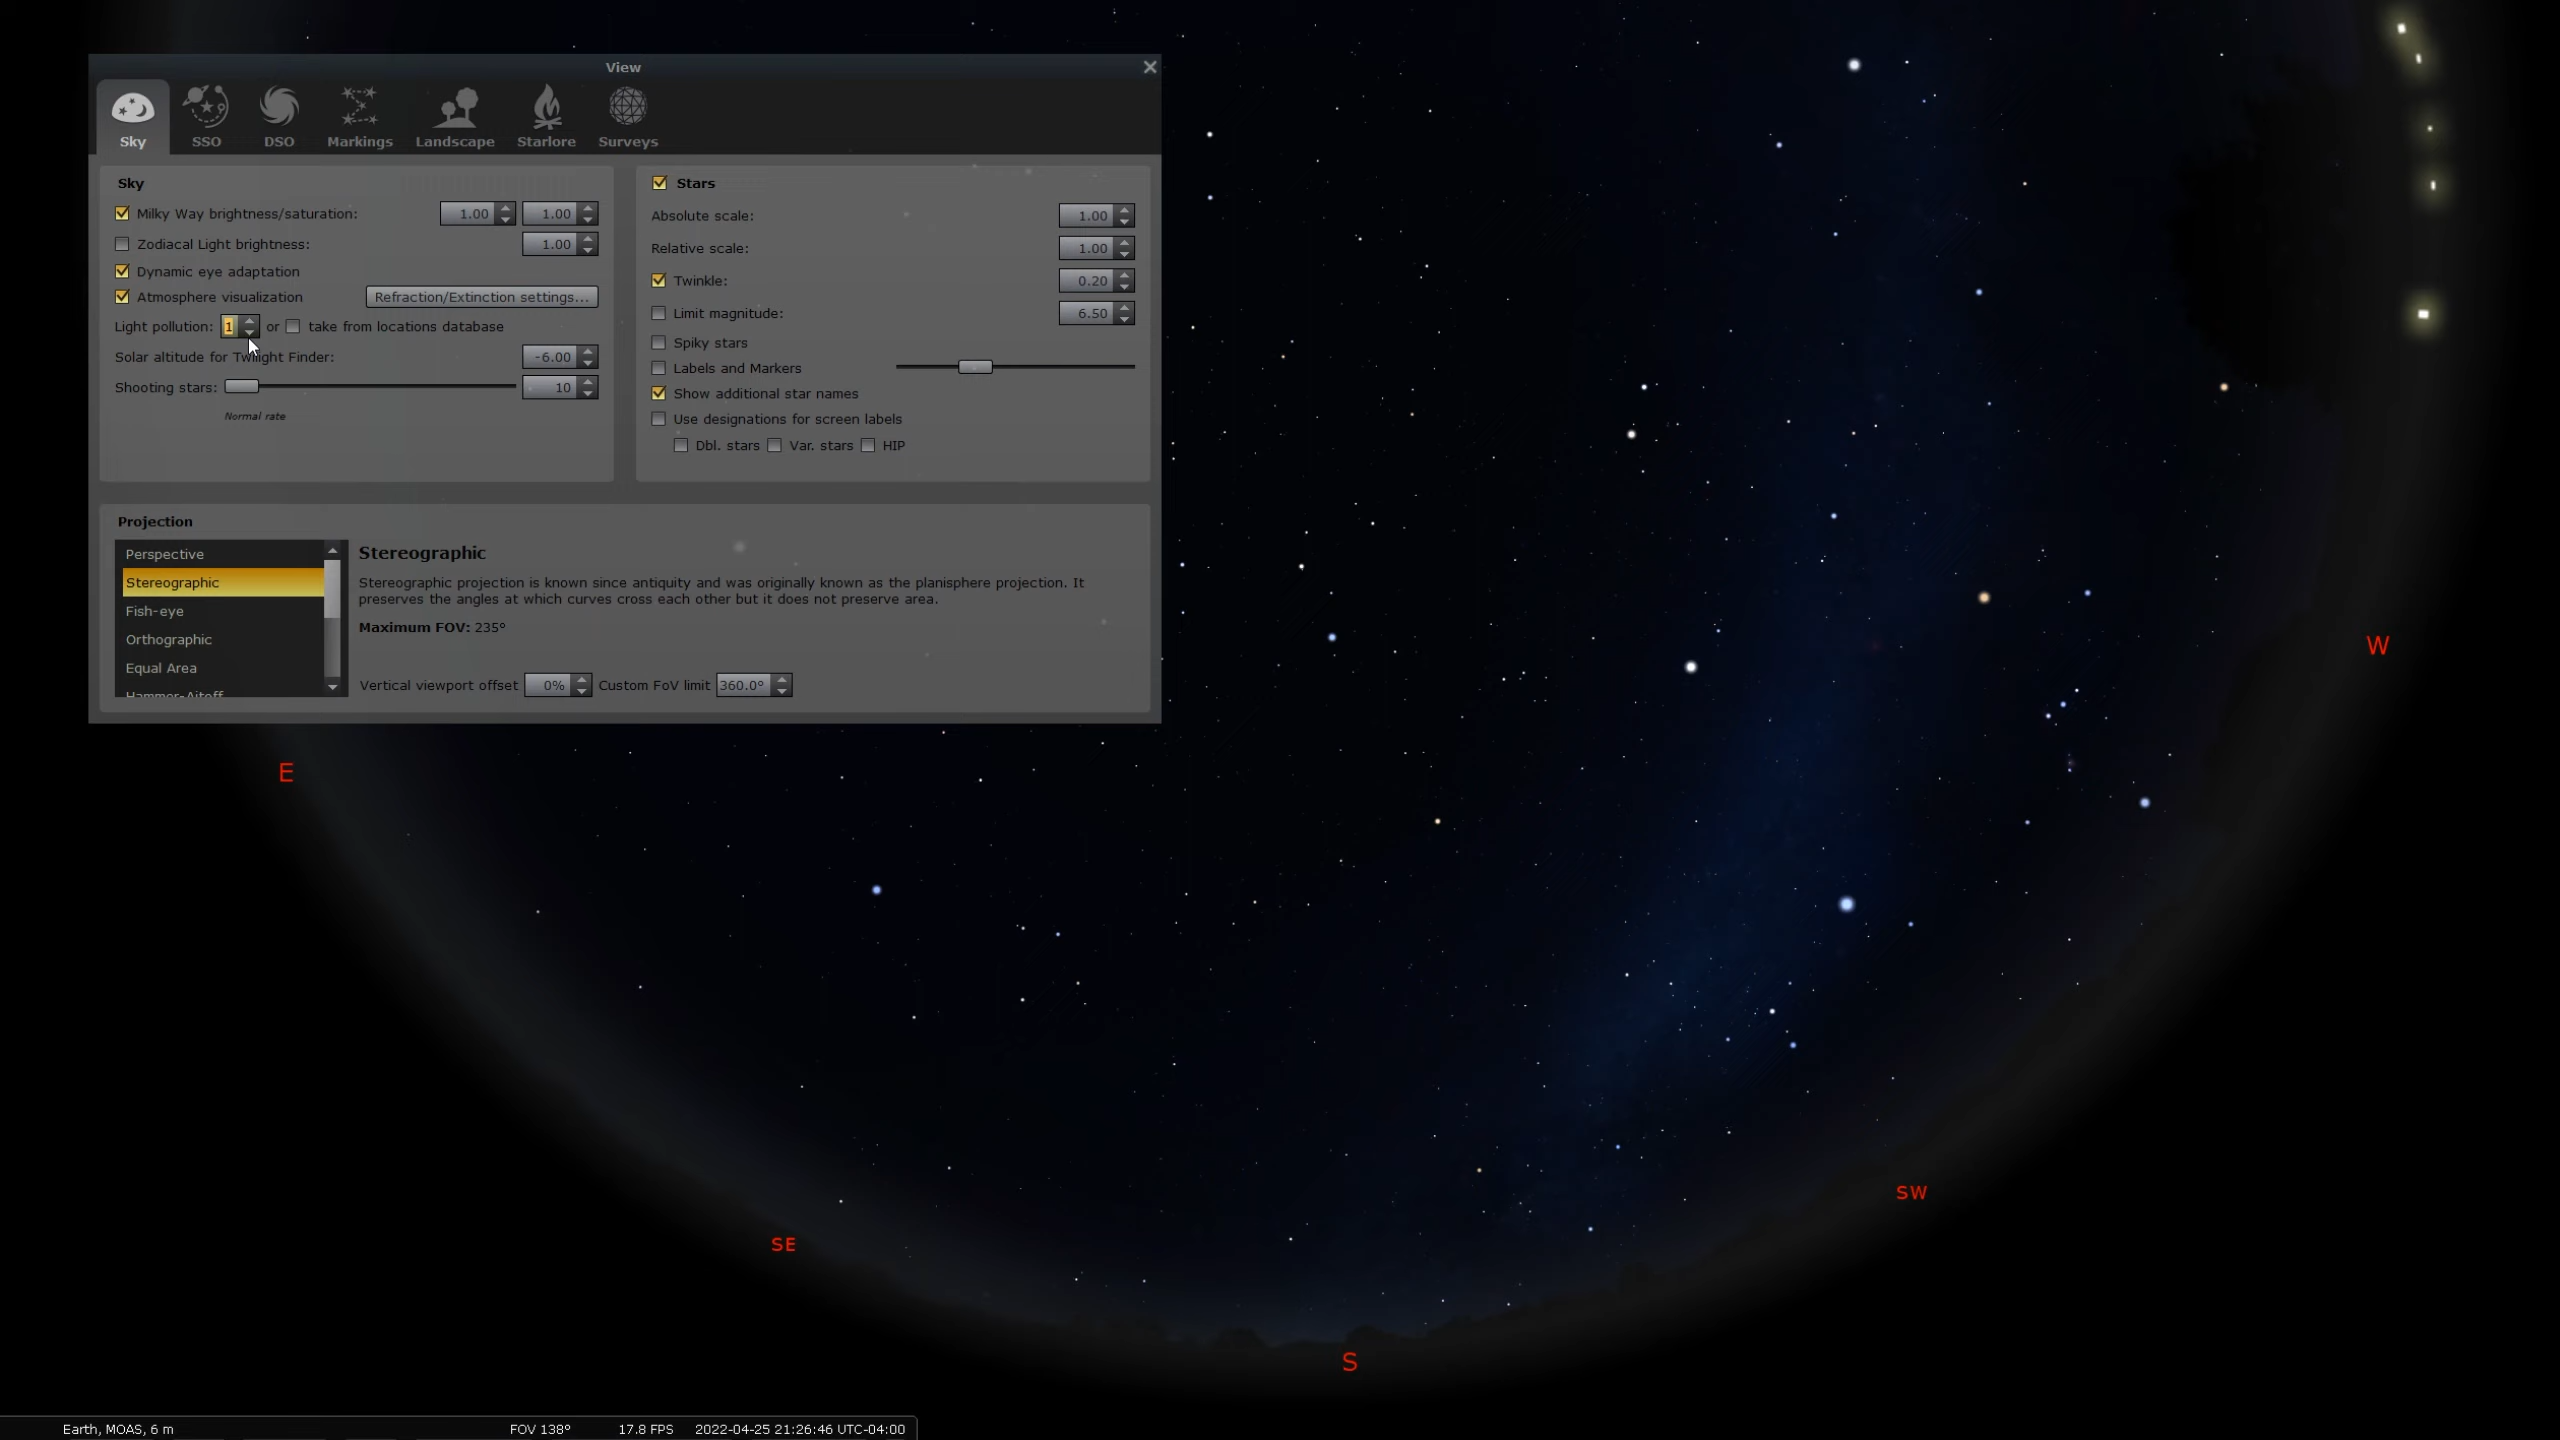 View
Sky SSO DSO Markings Landscape Starlore Surveys
Sky
Milky Way brightness/saturation: 1.00 1.00
Zodiacal Light brightness: 1.00
Dynamic eye adaptation
Atmosphere visualization Refraction/Extinction settings...
Light pollution: 1 or take from locations database
Solar altitude for Twilight Finder: -6.00
Shooting stars: 10
Normal rate
Stars
Absolute scale: 1.00
Relative scale: 1.00
Twinkle: 0.20
Limit magnitude: 6.50
Spiky stars
Labels and Markers
Show additional star names
Use designations for screen labels
Dbl. stars Var. stars HIP
Projection
Perspective
Stereographic
Fish-eye
Orthographic
Equal Area
Hammer-Aitoff
Stereographic
Stereographic projection is known since antiquity and was originally known as the planisphere projection. It
preserves the angles at which curves cross each other but it does not preserve area.
Maximum FOV: 235°
Vertical viewport offset 0% Custom FoV limit 360.0°
W
E
SW
SE
S
Earth, MOAS, 6 m FOV 138° 17.8 FPS 2022-04-25 21:26:46 UTC-04:00